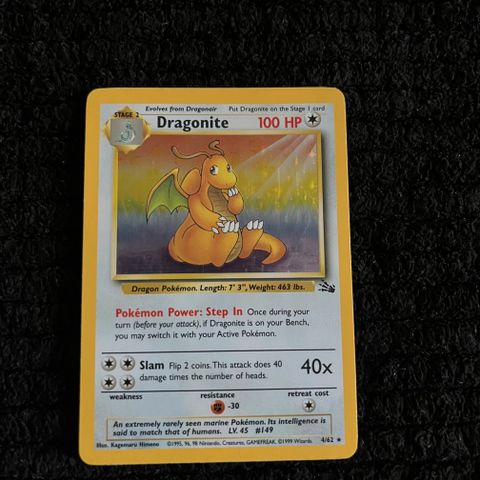 Evolves from Dragonair Put Dragonite on the Stage 1 card
STAGE 2
Dragonite 100 HP
Dragon Pokémon. Length: 7' 3", Weight: 463 lbs.
Pokémon Power: Step In Once during your
turn (before your attack), if Dragonite is on your Bench,
you may switch it with your Active Pokémon.
Slam Flip 2 coins. This attack does 40
damage times the number of heads.
40x
weakness resistance retreat cost
-30
An extremely rarely seen marine Pokémon. Its intelligence is
said to match that of humans. LV. 45 #149
Illus. Kagemaru Himeno ©1995, 96, 98 Nintendo, Creatures, GAMEFREAK. ©1999 Wizards. 4/62 ★